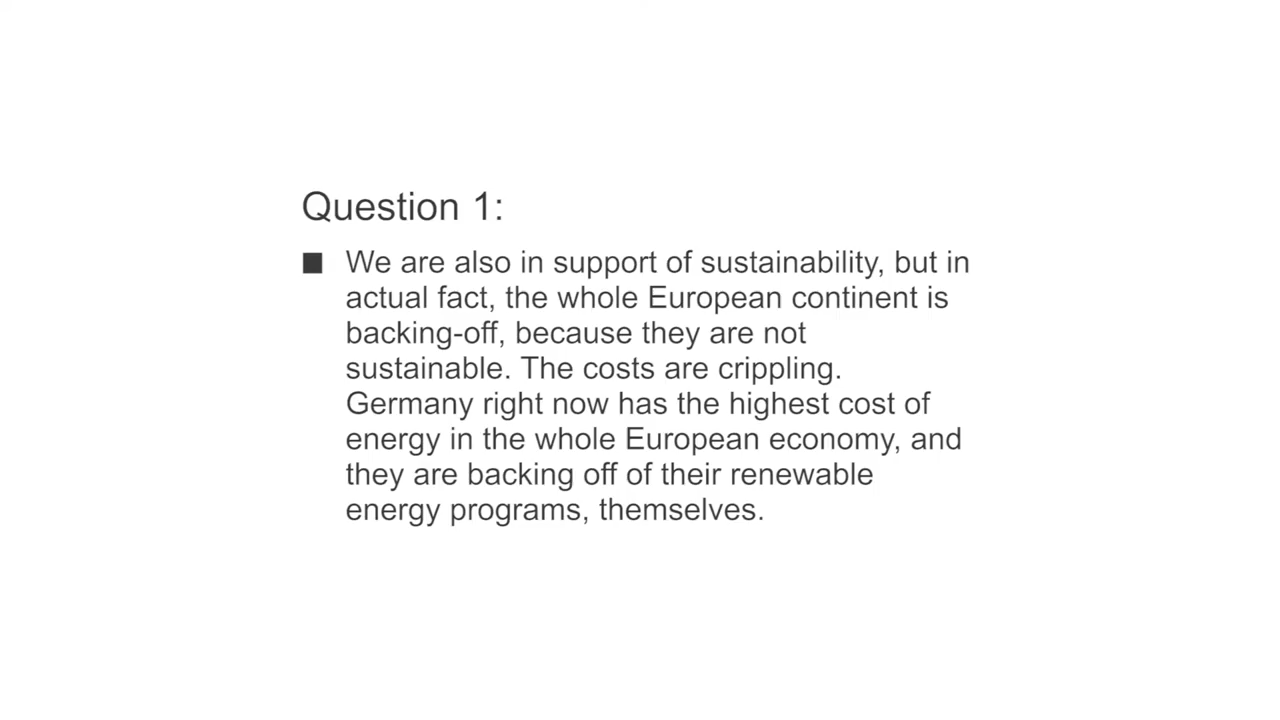 Question 1:
■ We are also in support of sustainability, but in
actual fact, the whole European continent is
backing-off, because they are not
sustainable. The costs are crippling.
Germany right now has the highest cost of
energy in the whole European economy, and
they are backing off of their renewable
energy programs, themselves.